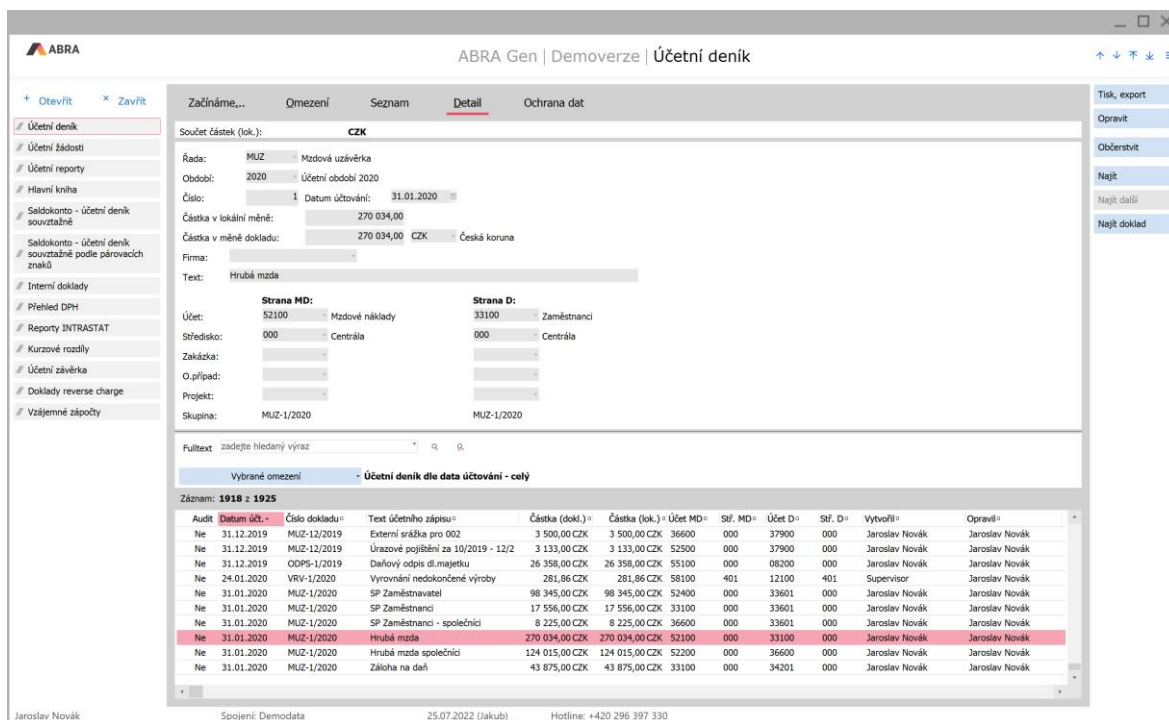 ABRA
ABRA Gen | Demoverze | Účetní deník
+ Otevřít × Zavřít
Účetní deník
Účetní žádosti
Účetní reporty
Hlavní kniha
Saldokonto - účetní deník
souvztažně
Saldokonto - účetní deník
souvztažně podle párovacích
znaků
Interní doklady
Přehled DPH
Reporty INTRASTAT
Kurzové rozdíly
Účetní závěrka
Doklady reverse charge
Vzájemné zápočty
Začínáme,.. Omezení Seznam Detail Ochrana dat
Součet částek (lok.): CZK
Řada: MUZ Mzdová uzávěrka
Období: 2020 Účetní období 2020
Číslo: 1 Datum účtování: 31.01.2020
Částka v lokální měně: 270 034,00
Částka v měně dokladu: 270 034,00 CZK Česká koruna
Firma:
Text: Hrubá mzda
Strana MD: Strana D:
Účet: 52100 Mzdové náklady 33100 Zaměstnanci
Středisko: 000 Centrála 000 Centrála
Zakázka:
O.případ:
Projekt:
Skupina: MUZ-1/2020 MUZ-1/2020
Fulltext zadejte hledaný výraz
Vybrané omezení Účetní deník dle data účtování - celý
Záznam: 1918 z 1925
Audit Datum účt. Číslo dokladu Text účetního zápisu Částka (dokl.) Částka (lok.) Účet MD Stř. MD Účet D Stř. D Vytvořil Opravil
Ne 31.12.2019 MUZ-12/2019 Externí srážka pro 002 3 500,00 CZK 3 500,00 CZK 36600 000 37900 000 Jaroslav Novák Jaroslav Novák
Ne 31.12.2019 MUZ-12/2019 Úrazové pojištění za 10/2019 - 12/2 3 133,00 CZK 3 133,00 CZK 52500 000 37900 000 Jaroslav Novák Jaroslav Novák
Ne 31.12.2019 ODPS-1/2019 Daňový odpis dl.majetku 26 358,00 CZK 26 358,00 CZK 55100 000 08200 000 Jaroslav Novák Jaroslav Novák
Ne 24.01.2020 VRV-1/2020 Vyrovnání nedokončené výroby 281,86 CZK 281,86 CZK 58100 401 12100 401 Supervisor Jaroslav Novák
Ne 31.01.2020 MUZ-1/2020 SP Zaměstnavatel 98 345,00 CZK 98 345,00 CZK 52400 000 33601 000 Jaroslav Novák Jaroslav Novák
Ne 31.01.2020 MUZ-1/2020 SP Zaměstnanci 17 556,00 CZK 17 556,00 CZK 33100 000 33601 000 Jaroslav Novák Jaroslav Novák
Ne 31.01.2020 MUZ-1/2020 SP Zaměstnanci - společníci 8 225,00 CZK 8 225,00 CZK 36600 000 33601 000 Jaroslav Novák Jaroslav Novák
Ne 31.01.2020 MUZ-1/2020 Hrubá mzda 270 034,00 CZK 270 034,00 CZK 52100 000 33100 000 Jaroslav Novák Jaroslav Novák
Ne 31.01.2020 MUZ-1/2020 Hrubá mzda společníci 124 015,00 CZK 124 015,00 CZK 52200 000 36600 000 Jaroslav Novák Jaroslav Novák
Ne 31.01.2020 MUZ-1/2020 Záloha na daň 43 875,00 CZK 43 875,00 CZK 33100 000 34201 000 Jaroslav Novák Jaroslav Novák
Tisk, export
Opravit
Občerstvit
Najít
Najít další
Najít doklad
Jaroslav Novák Spojení: Demodata 25.07.2022 (Jakub) Hotline: +420 296 397 330